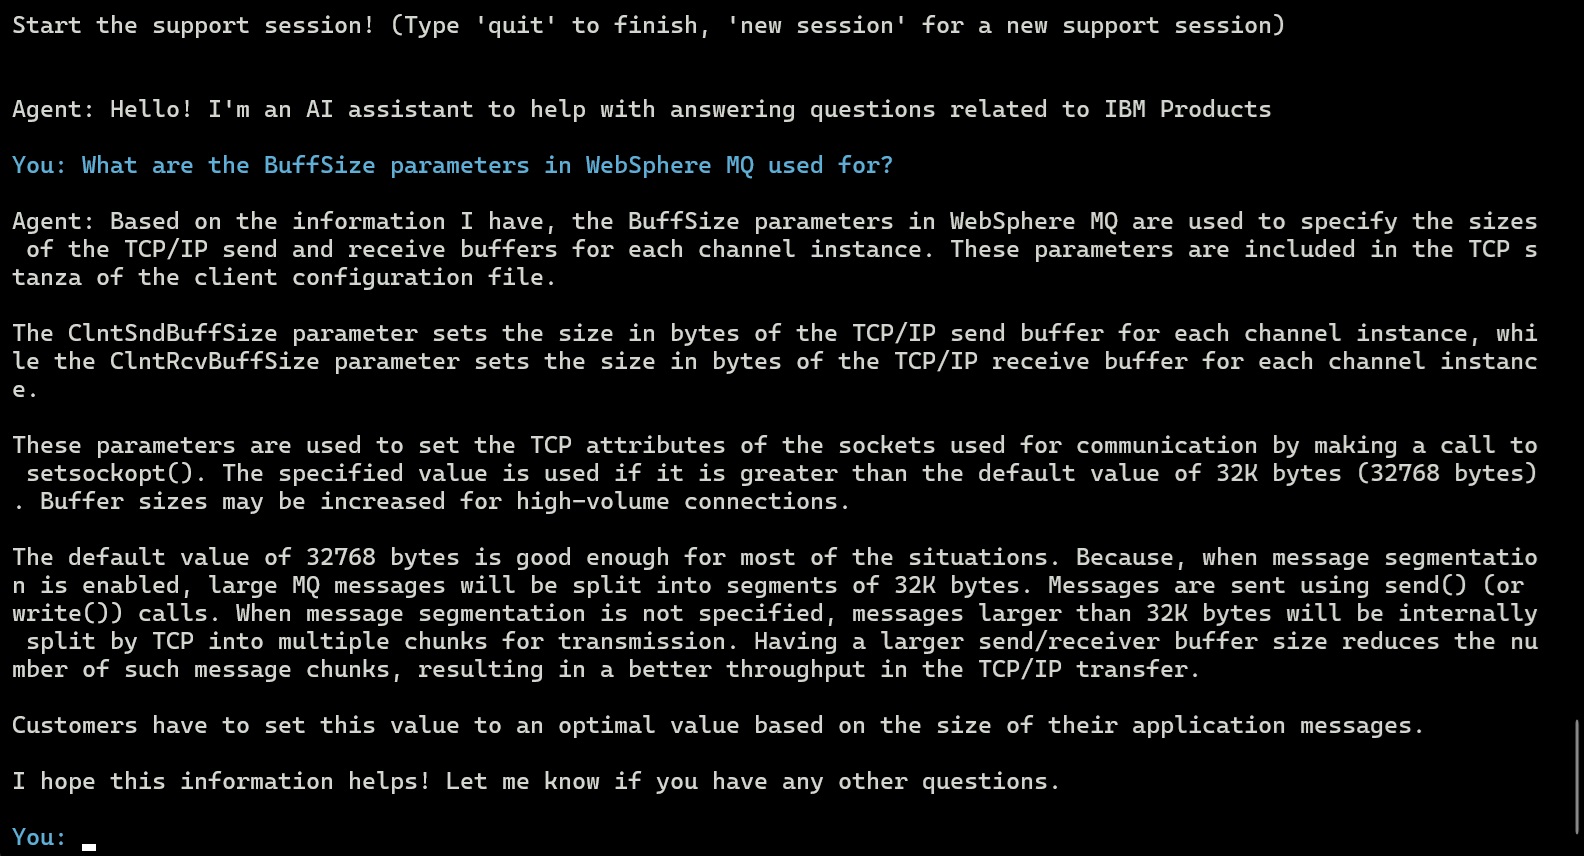 Start the support session! (Type 'quit' to finish, 'new session' for a new support session)
Agent: Hello! I'm an AI assistant to help with answering questions related to IBM Products
You: What are the BuffSize parameters in WebSphere MQ used for?
Agent: Based on the information I have, the BuffSize parameters in WebSphere MQ are used to specify the sizes
 of the TCP/IP send and receive buffers for each channel instance. These parameters are included in the TCP s
tanza of the client configuration file.
The ClntSndBuffSize parameter sets the size in bytes of the TCP/IP send buffer for each channel instance, whi
le the ClntRcvBuffSize parameter sets the size in bytes of the TCP/IP receive buffer for each channel instanc
e.
These parameters are used to set the TCP attributes of the sockets used for communication by making a call to
 setsockopt(). The specified value is used if it is greater than the default value of 32K bytes (32768 bytes)
. Buffer sizes may be increased for high-volume connections.
The default value of 32768 bytes is good enough for most of the situations. Because, when message segmentatio
n is enabled, large MQ messages will be split into segments of 32K bytes. Messages are sent using send() (or
write()) calls. When message segmentation is not specified, messages larger than 32K bytes will be internally
 split by TCP into multiple chunks for transmission. Having a larger send/receiver buffer size reduces the nu
mber of such message chunks, resulting in a better throughput in the TCP/IP transfer.
Customers have to set this value to an optimal value based on the size of their application messages.
I hope this information helps! Let me know if you have any other questions.
You: